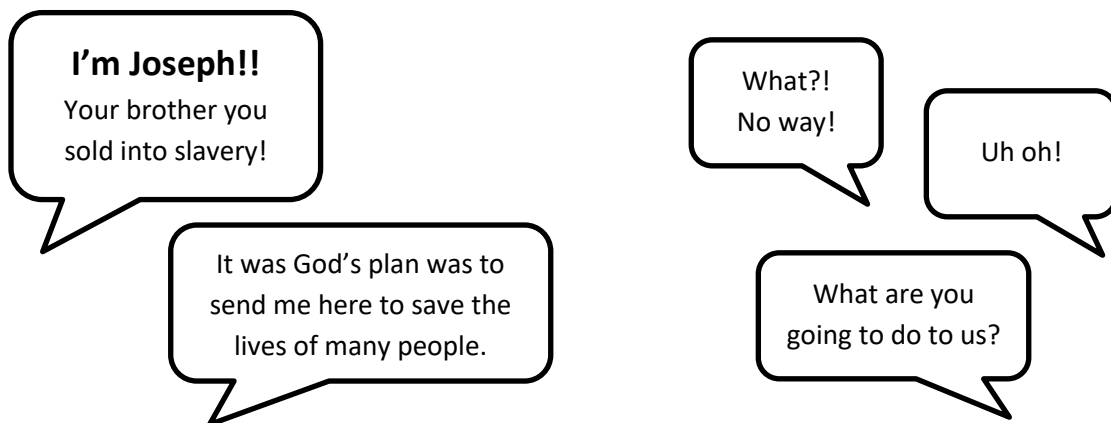 I’m Joseph!!
Your brother you
sold into slavery!
It was God’s plan was to
send me here to save the
lives of many people.
What?!
No way!
Uh oh!
What are you
going to do to us?